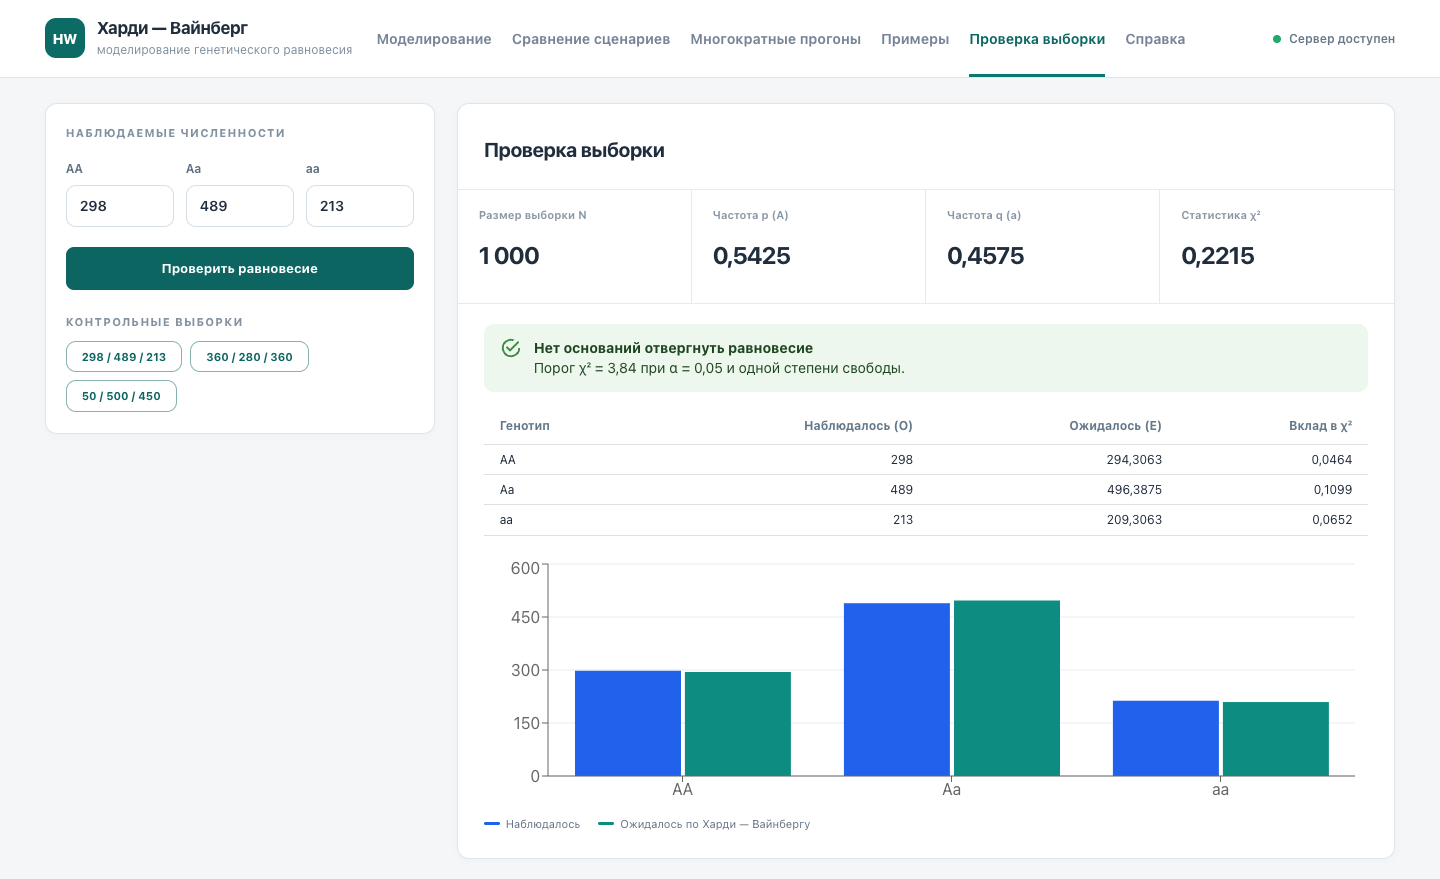 HW
Харди — Вайнберг
моделирование генетического равновесия
Моделирование Сравнение сценариев Многократные прогоны Примеры Проверка выборки Справка
Сервер доступен
НАБЛЮДАЕМЫЕ ЧИСЛЕННОСТИ
AA Aa aa
298 489 213
Проверить равновесие
КОНТРОЛЬНЫЕ ВЫБОРКИ
298 / 489 / 213 360 / 280 / 360
50 / 500 / 450
Проверка выборки
Размер выборки N Частота p (A) Частота q (a) Статистика χ²
1 000 0,5425 0,4575 0,2215
Нет оснований отвергнуть равновесие
Порог χ² = 3,84 при α = 0,05 и одной степени свободы.
Генотип Наблюдалось (O) Ожидалось (E) Вклад в χ²
AA 298 294,3063 0,0464
Aa 489 496,3875 0,1099
aa 213 209,3063 0,0652
600
450
300
150
0
AA Aa aa
Наблюдалось Ожидалось по Харди — Вайнбергу